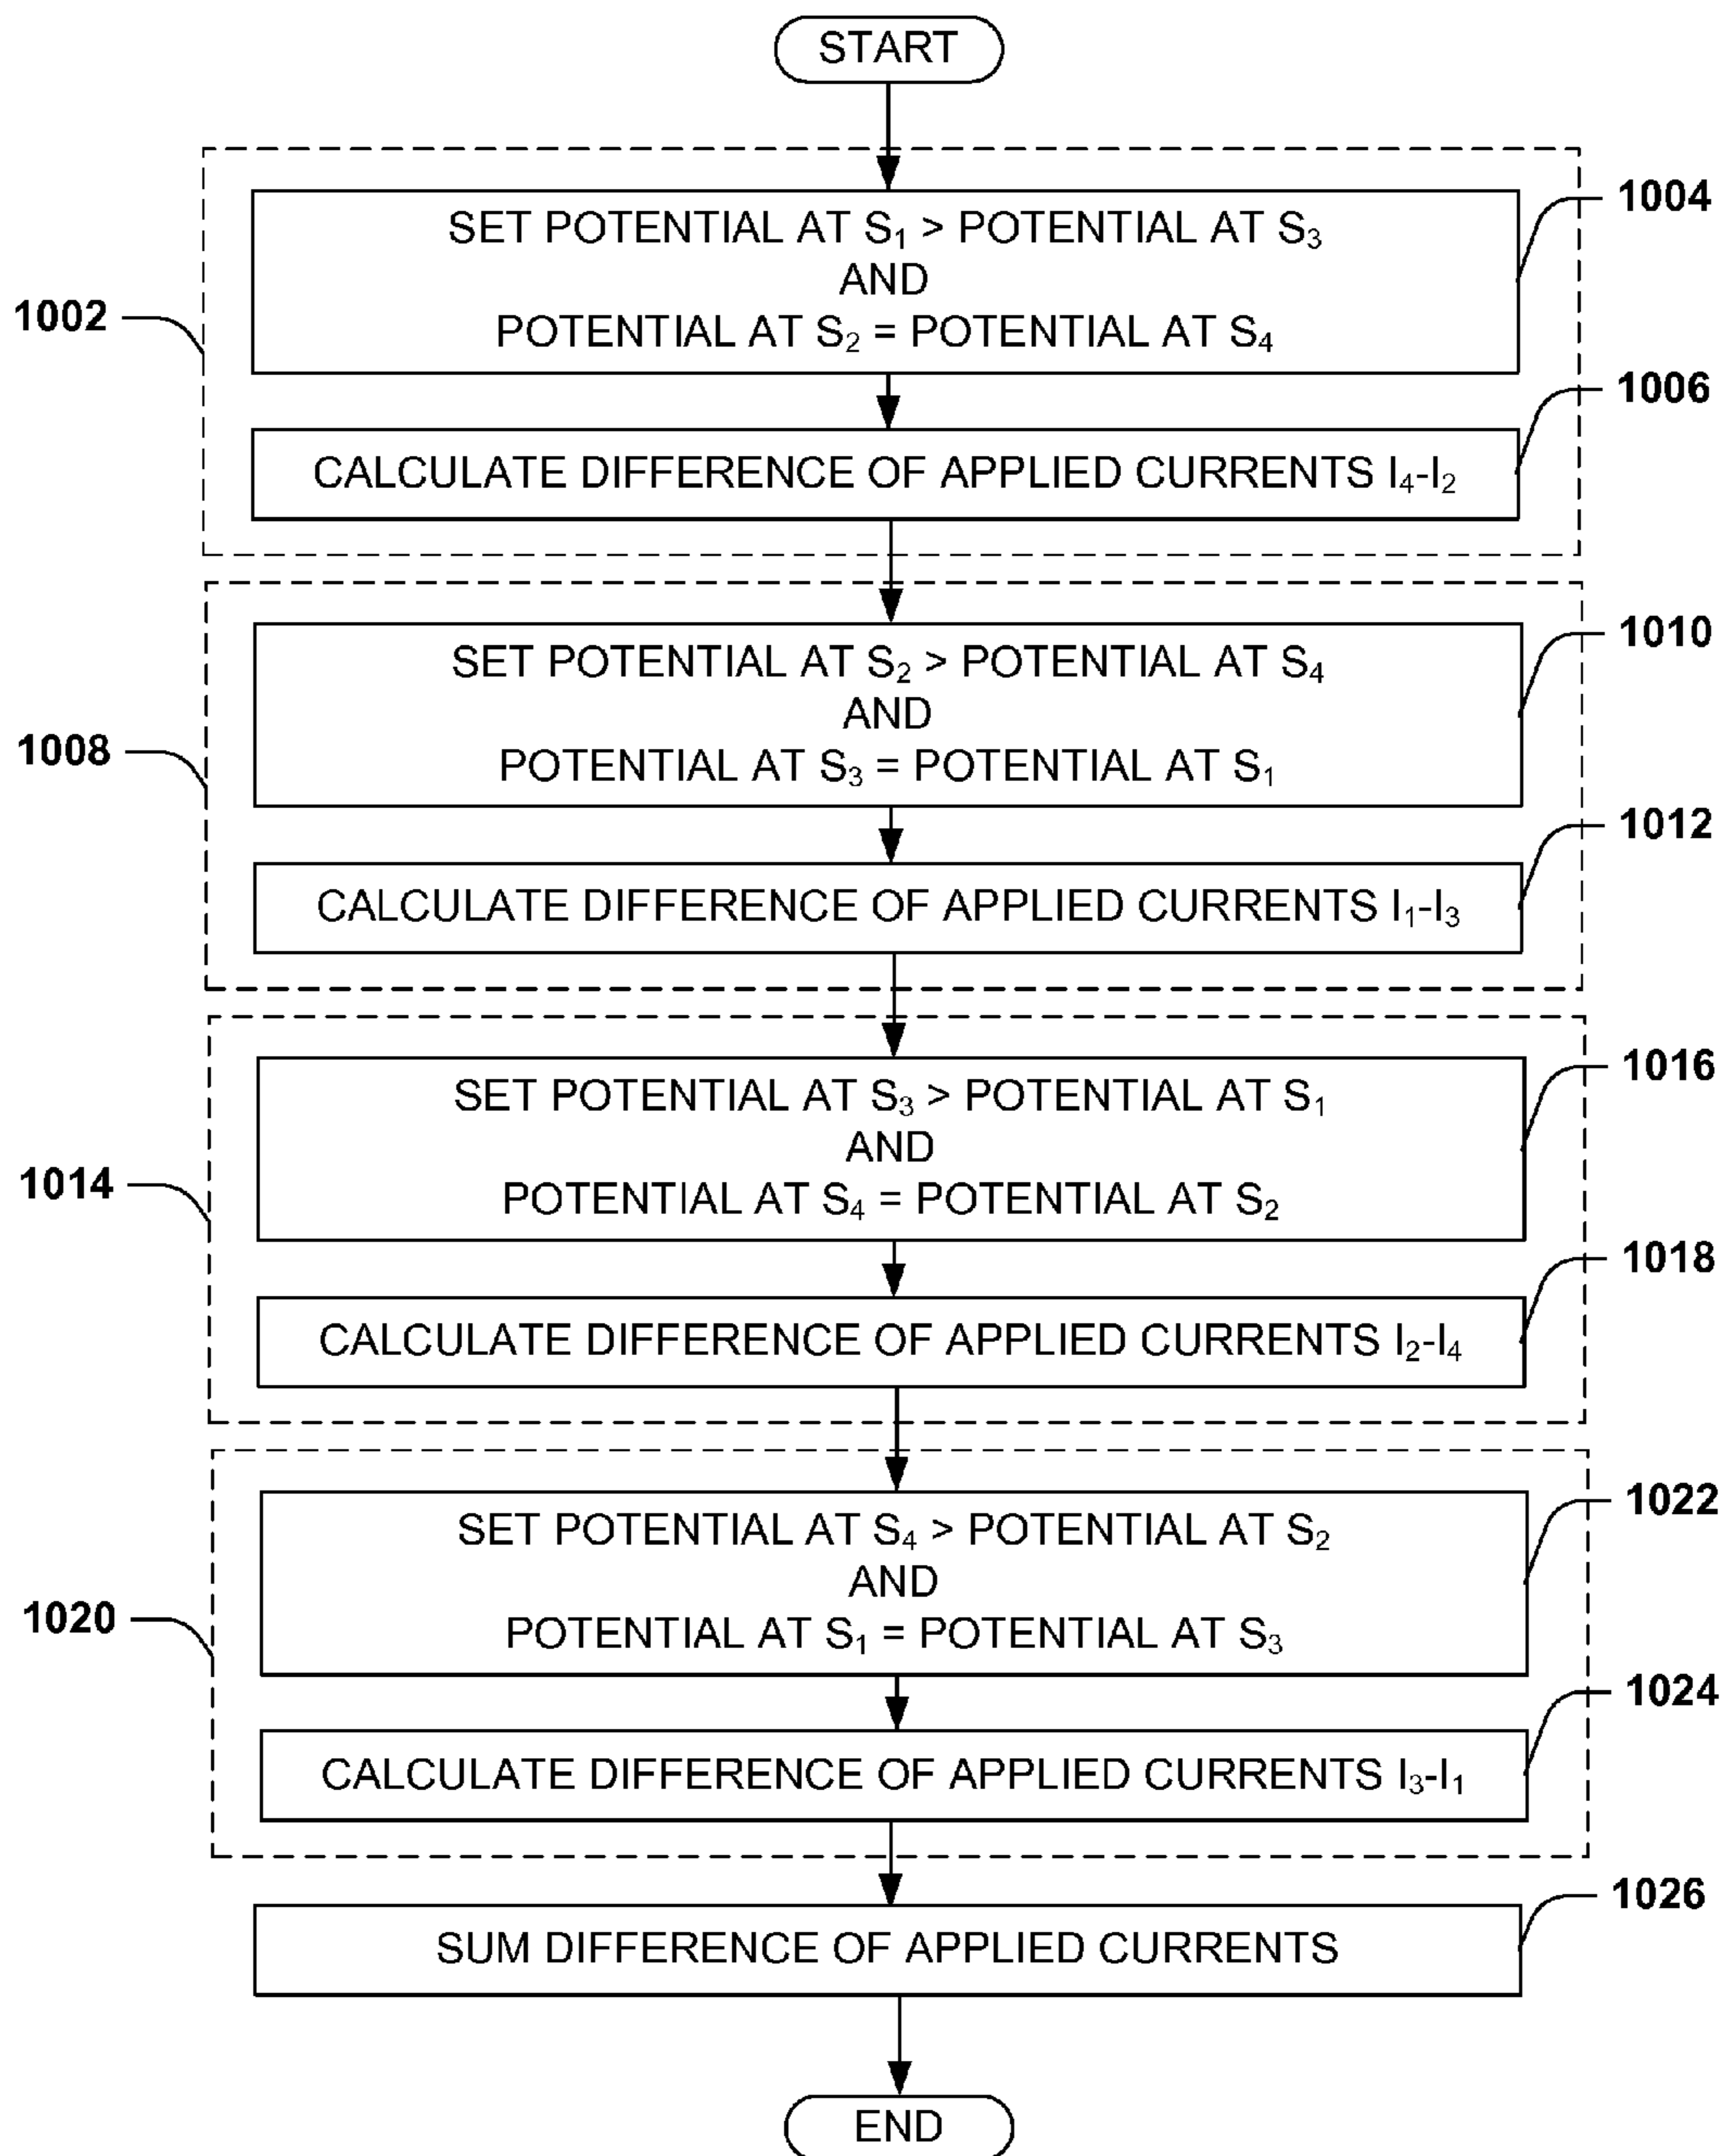 START
SET POTENTIAL AT S₁ > POTENTIAL AT S₃
AND
POTENTIAL AT S₂ = POTENTIAL AT S₄
1004
1002
CALCULATE DIFFERENCE OF APPLIED CURRENTS I₄-I₂
1006
SET POTENTIAL AT S₂ > POTENTIAL AT S₄
AND
POTENTIAL AT S₃ = POTENTIAL AT S₁
1010
1008
CALCULATE DIFFERENCE OF APPLIED CURRENTS I₁-I₃
1012
SET POTENTIAL AT S₃ > POTENTIAL AT S₁
AND
POTENTIAL AT S₄ = POTENTIAL AT S₂
1016
1014
CALCULATE DIFFERENCE OF APPLIED CURRENTS I₂-I₄
1018
SET POTENTIAL AT S₄ > POTENTIAL AT S₂
AND
POTENTIAL AT S₁ = POTENTIAL AT S₃
1022
1020
CALCULATE DIFFERENCE OF APPLIED CURRENTS I₃-I₁
1024
SUM DIFFERENCE OF APPLIED CURRENTS
1026
END